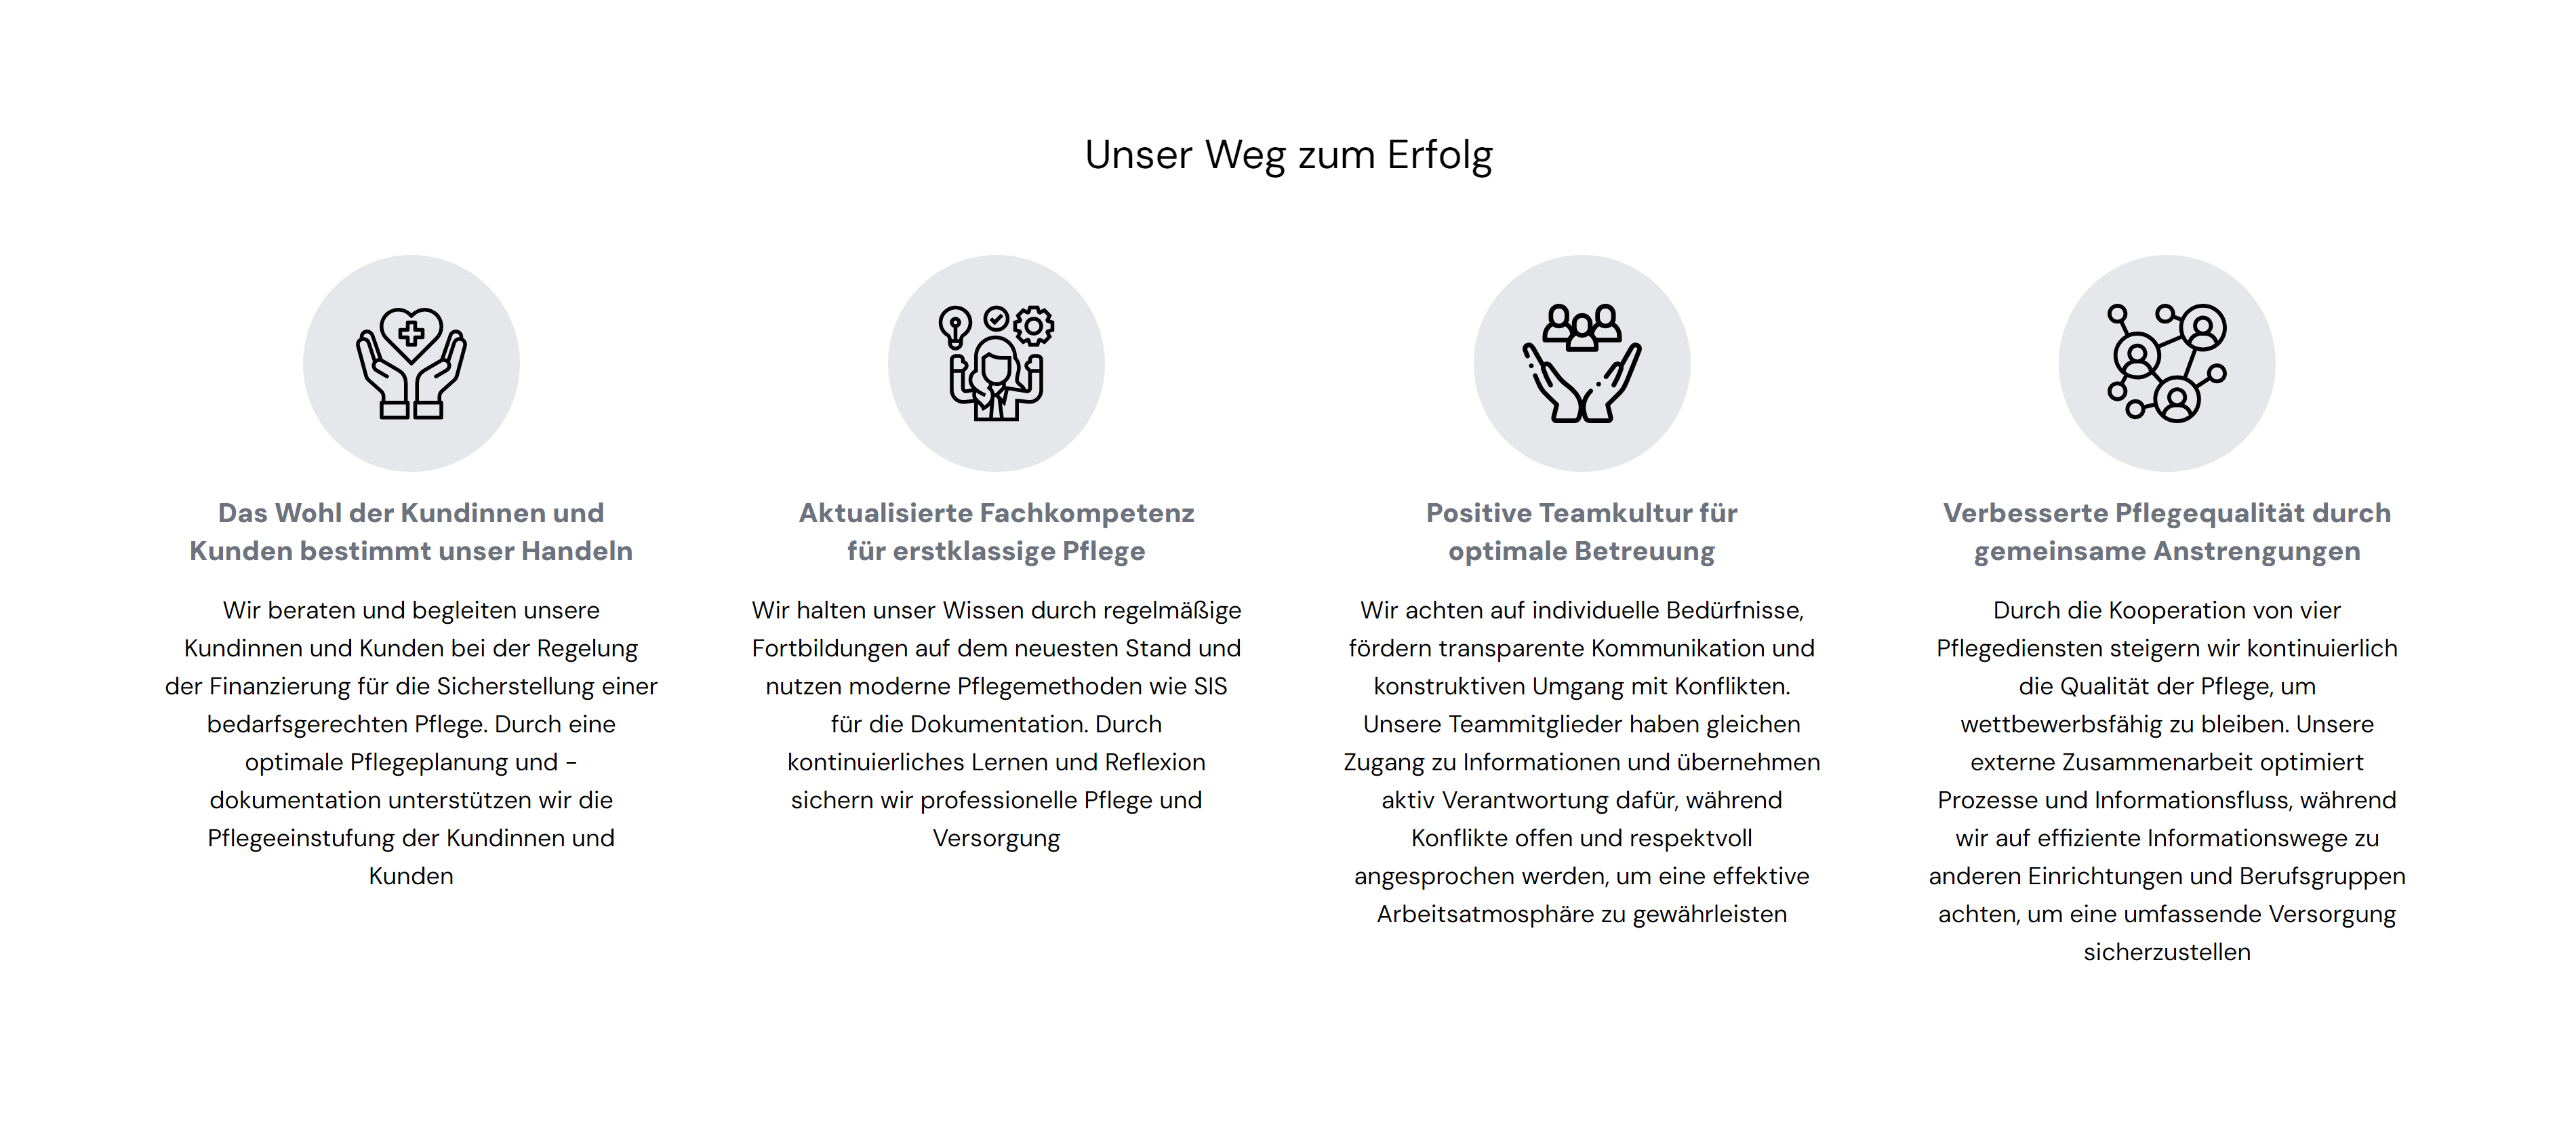 Unser Weg zum Erfolg
Das Wohl der Kundinnen und
Kunden bestimmt unser Handeln
Wir beraten und begleiten unsere
Kundinnen und Kunden bei der Regelung
der Finanzierung für die Sicherstellung einer
bedarfsgerechten Pflege. Durch eine
optimale Pflegeplanung und -
dokumentation unterstützen wir die
Pflegeeinstufung der Kundinnen und
Kunden
Aktualisierte Fachkompetenz
für erstklassige Pflege
Wir halten unser Wissen durch regelmäßige
Fortbildungen auf dem neuesten Stand und
nutzen moderne Pflegemethoden wie SIS
für die Dokumentation. Durch
kontinuierliches Lernen und Reflexion
sichern wir professionelle Pflege und
Versorgung
Positive Teamkultur für
optimale Betreuung
Wir achten auf individuelle Bedürfnisse,
fördern transparente Kommunikation und
konstruktiven Umgang mit Konflikten.
Unsere Teammitglieder haben gleichen
Zugang zu Informationen und übernehmen
aktiv Verantwortung dafür, während
Konflikte offen und respektvoll
angesprochen werden, um eine effektive
Arbeitsatmosphäre zu gewährleisten
Verbesserte Pflegequalität durch
gemeinsame Anstrengungen
Durch die Kooperation von vier
Pflegediensten steigern wir kontinuierlich
die Qualität der Pflege, um
wettbewerbsfähig zu bleiben. Unsere
externe Zusammenarbeit optimiert
Prozesse und Informationsfluss, während
wir auf effiziente Informationswege zu
anderen Einrichtungen und Berufsgruppen
achten, um eine umfassende Versorgung
sicherzustellen